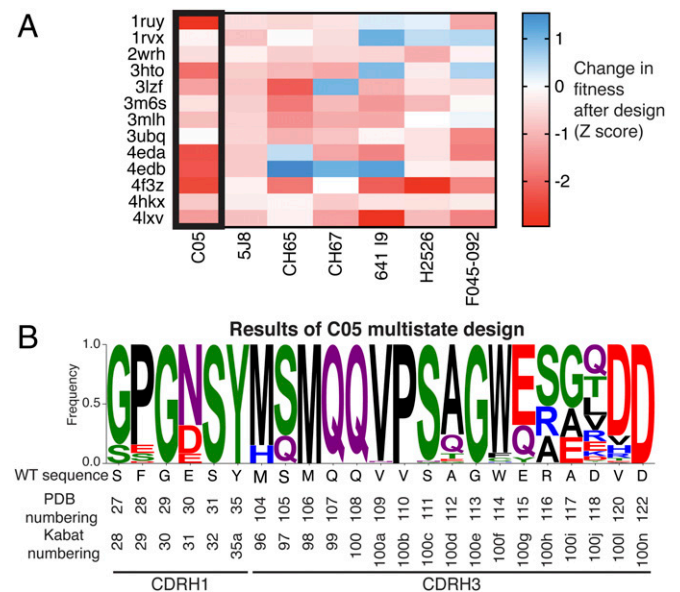 A
1ruy
1rvx
2wrh
3hto
3lzf
3m6s
3mlh
3ubq
4eda
4edb
4f3z
4hkx
4lxv
C05
5J8
CH65
CH67
641 I9
H2526
F045-092
1
0
-1
-2
Change in
fitness
after design
(Z score)
B
Results of C05 multistate design
Frequency
1.0
0.5
0.0
G P G N S Y M S M Q Q V P S A G W E S G Q D D
S E D H Q Q Q R A T
S E A E L
V
R
WT sequence S F G E S Y M S M Q Q V V S A G W E R A D V D
PDB
numbering
27 28 29 30 31 35 104 105 106 107 108 109 110 111 112 113 114 115 116 117 118 120 122
Kabat
numbering
28 29 30 31 32 35a 96 97 98 99 100 100a 100b 100c 100d 100e 100f 100g 100h 100i 100j 100l 100n
CDRH1 CDRH3